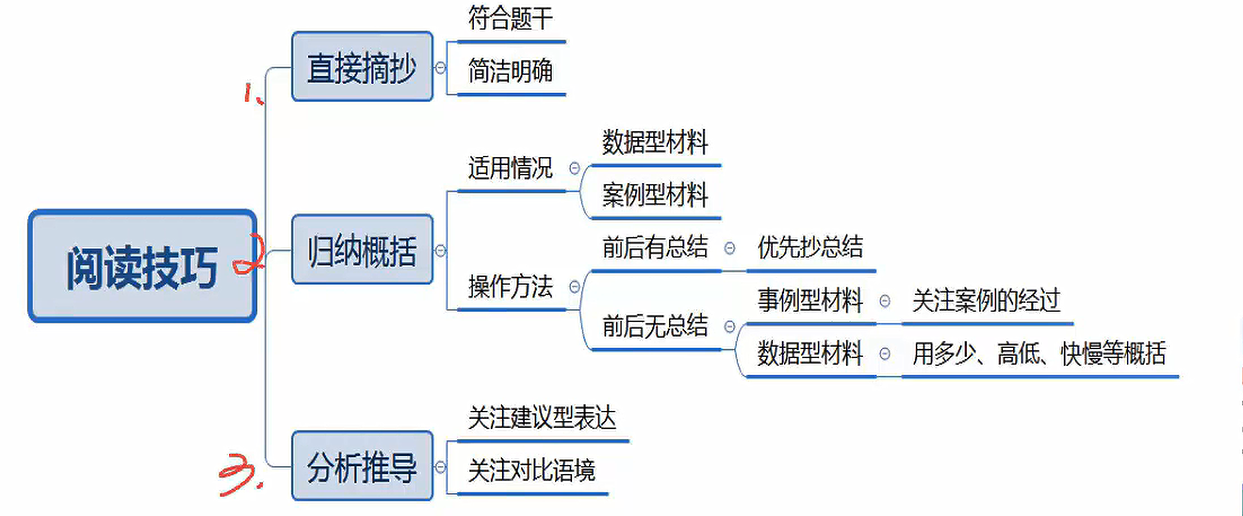 阅读技巧
1、
直接摘抄
符合题干
简洁明确
2
归纳概括
适用情况
数据型材料
案例型材料
操作方法
前后有总结
优先抄总结
前后无总结
事例型材料
关注案例的经过
数据型材料
用多少、高低、快慢等概括
3.
分析推导
关注建议型表达
关注对比语境